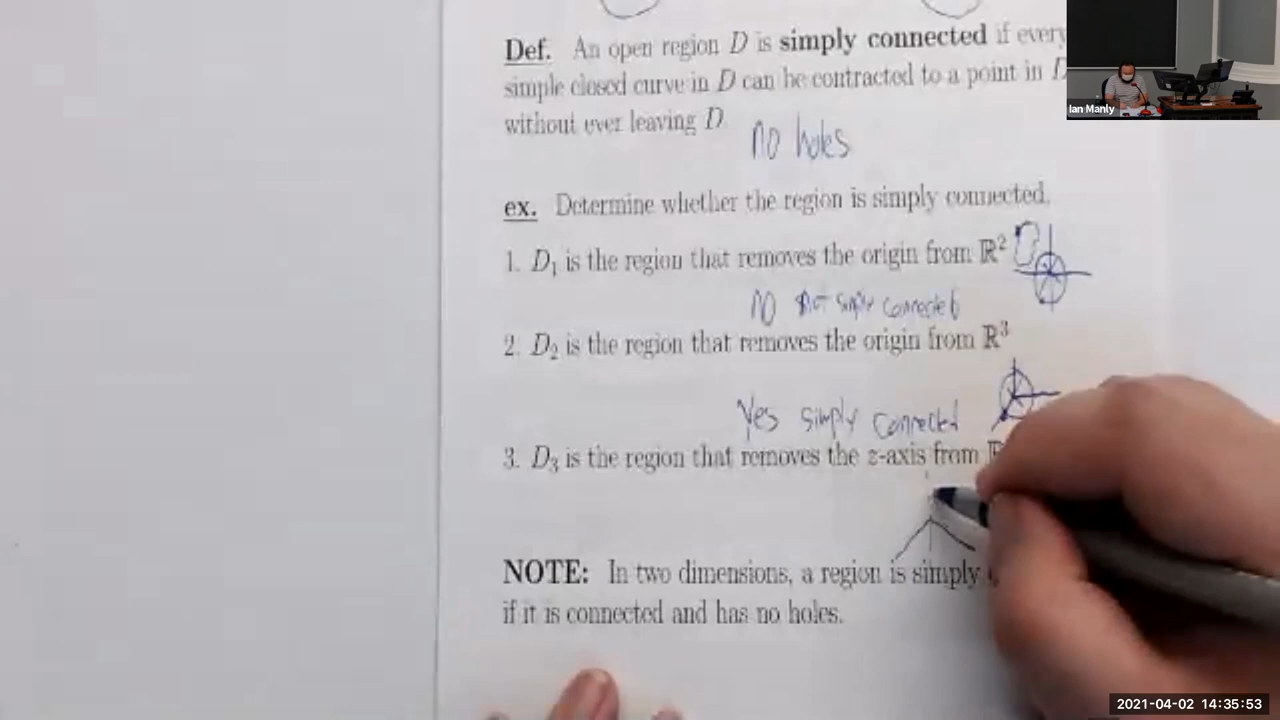 Def. An open region D is simply connected if every
simple closed curve in D can be contracted to a point in D
without ever leaving D
no holes
ex. Determine whether the region is simply connected.
1. D₁ is the region that removes the origin from ℝ²
No not simply connected
2. D₂ is the region that removes the origin from ℝ³
Yes simply connected
3. D₃ is the region that removes the z-axis from
NOTE: In two dimensions, a region is simply
if it is connected and has no holes.
Ian Manly
2021-04-02 14:35:53